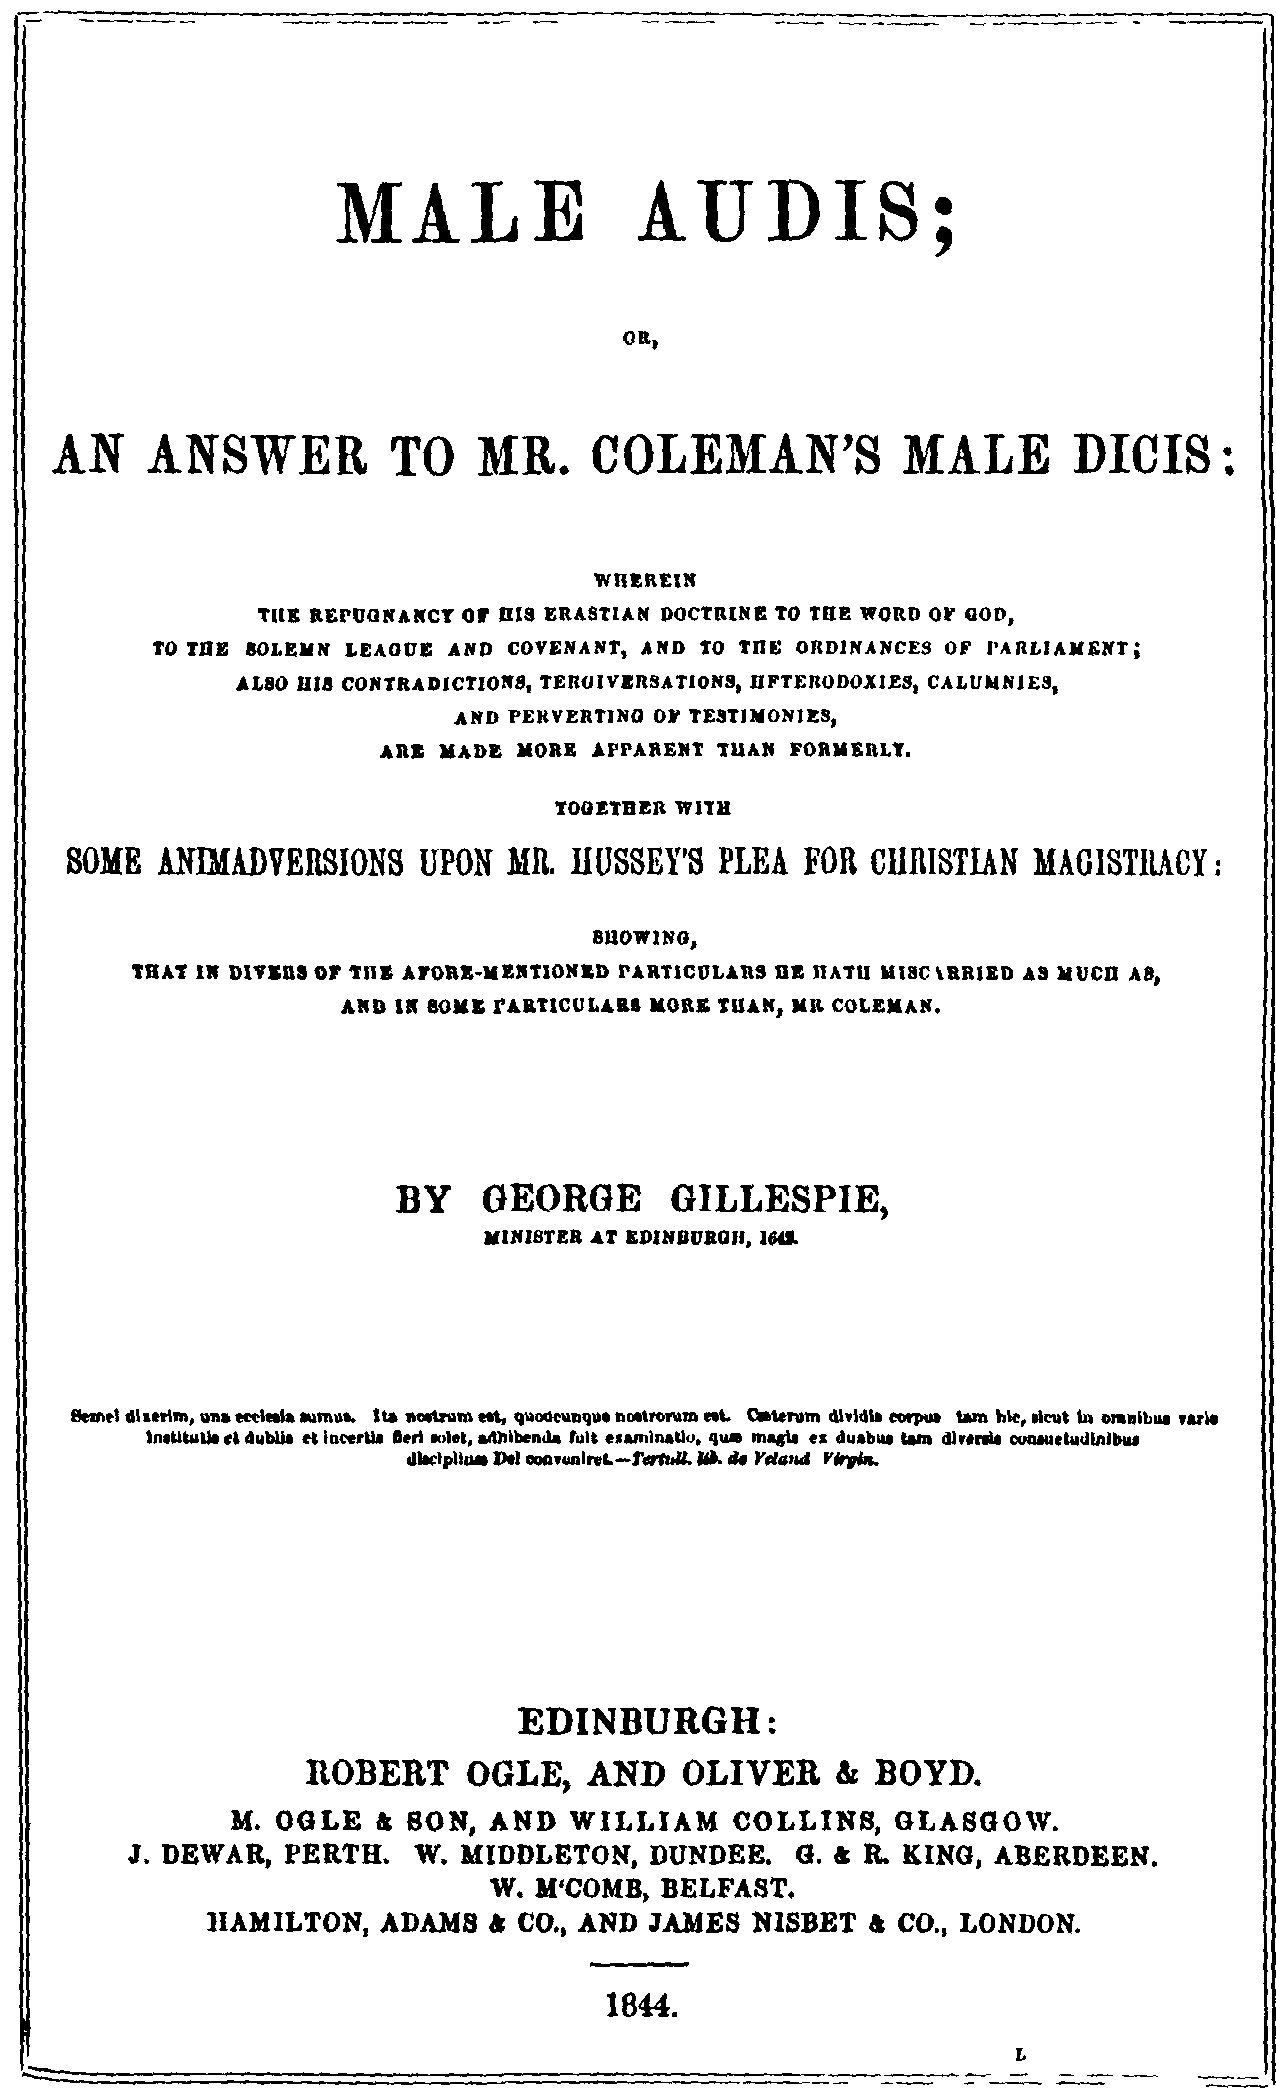 MALE AUDIS;
OR,
AN ANSWER TO MR. COLEMAN'S MALE DICIS:
WHEREIN
THE REPUGNANCY OF HIS ERASTIAN DOCTRINE TO THE WORD OF GOD,
TO THE SOLEMN LEAGUE AND COVENANT, AND TO THE ORDINANCES OF PARLIAMENT;
ALSO HIS CONTRADICTIONS, TERGIVERSATIONS, HETERODOXIES, CALUMNIES,
AND PERVERTING OF TESTIMONIES,
ARE MADE MORE APPARENT THAN FORMERLY.
TOGETHER WITH
SOME ANIMADVERSIONS UPON MR. HUSSEY'S PLEA FOR CHRISTIAN MAGISTRACY:
SHOWING,
THAT IN DIVERS OF THE AFORE-MENTIONED PARTICULARS HE HATH MISCARRIED AS MUCH AS,
AND IN SOME PARTICULARS MORE THAN, MR COLEMAN.
BY GEORGE GILLESPIE,
MINISTER AT EDINBURGH,
Semel dixerim, una ecclesia sumus. Ita nostrum est, quodcunque nostrorum est. Cæterum dividis corpus tam hic, sicut in omnibus varie
institutis et dubiis et incertis fieri solet, adhibenda fuit examinatio, quæ magis ex duabus tam diversis consuetudinibus
disciplinæ Dei conveniret.—Tertull. lib. de Veland Virgin.
EDINBURGH:
ROBERT OGLE, AND OLIVER & BOYD.
M. OGLE & SON, AND WILLIAM COLLINS, GLASGOW.
J. DEWAR, PERTH. W. MIDDLETON, DUNDEE. G. & R. KING, ABERDEEN.
W. M'COMB, BELFAST.
HAMILTON, ADAMS & CO., AND JAMES NISBET & CO., LONDON.
1844.
L